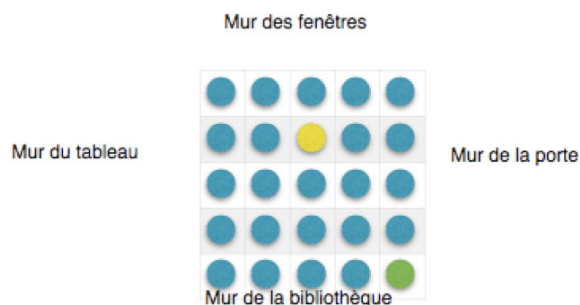 Mur des fenêtres
Mur du tableau
Mur de la porte
Mur de la bibliothèque